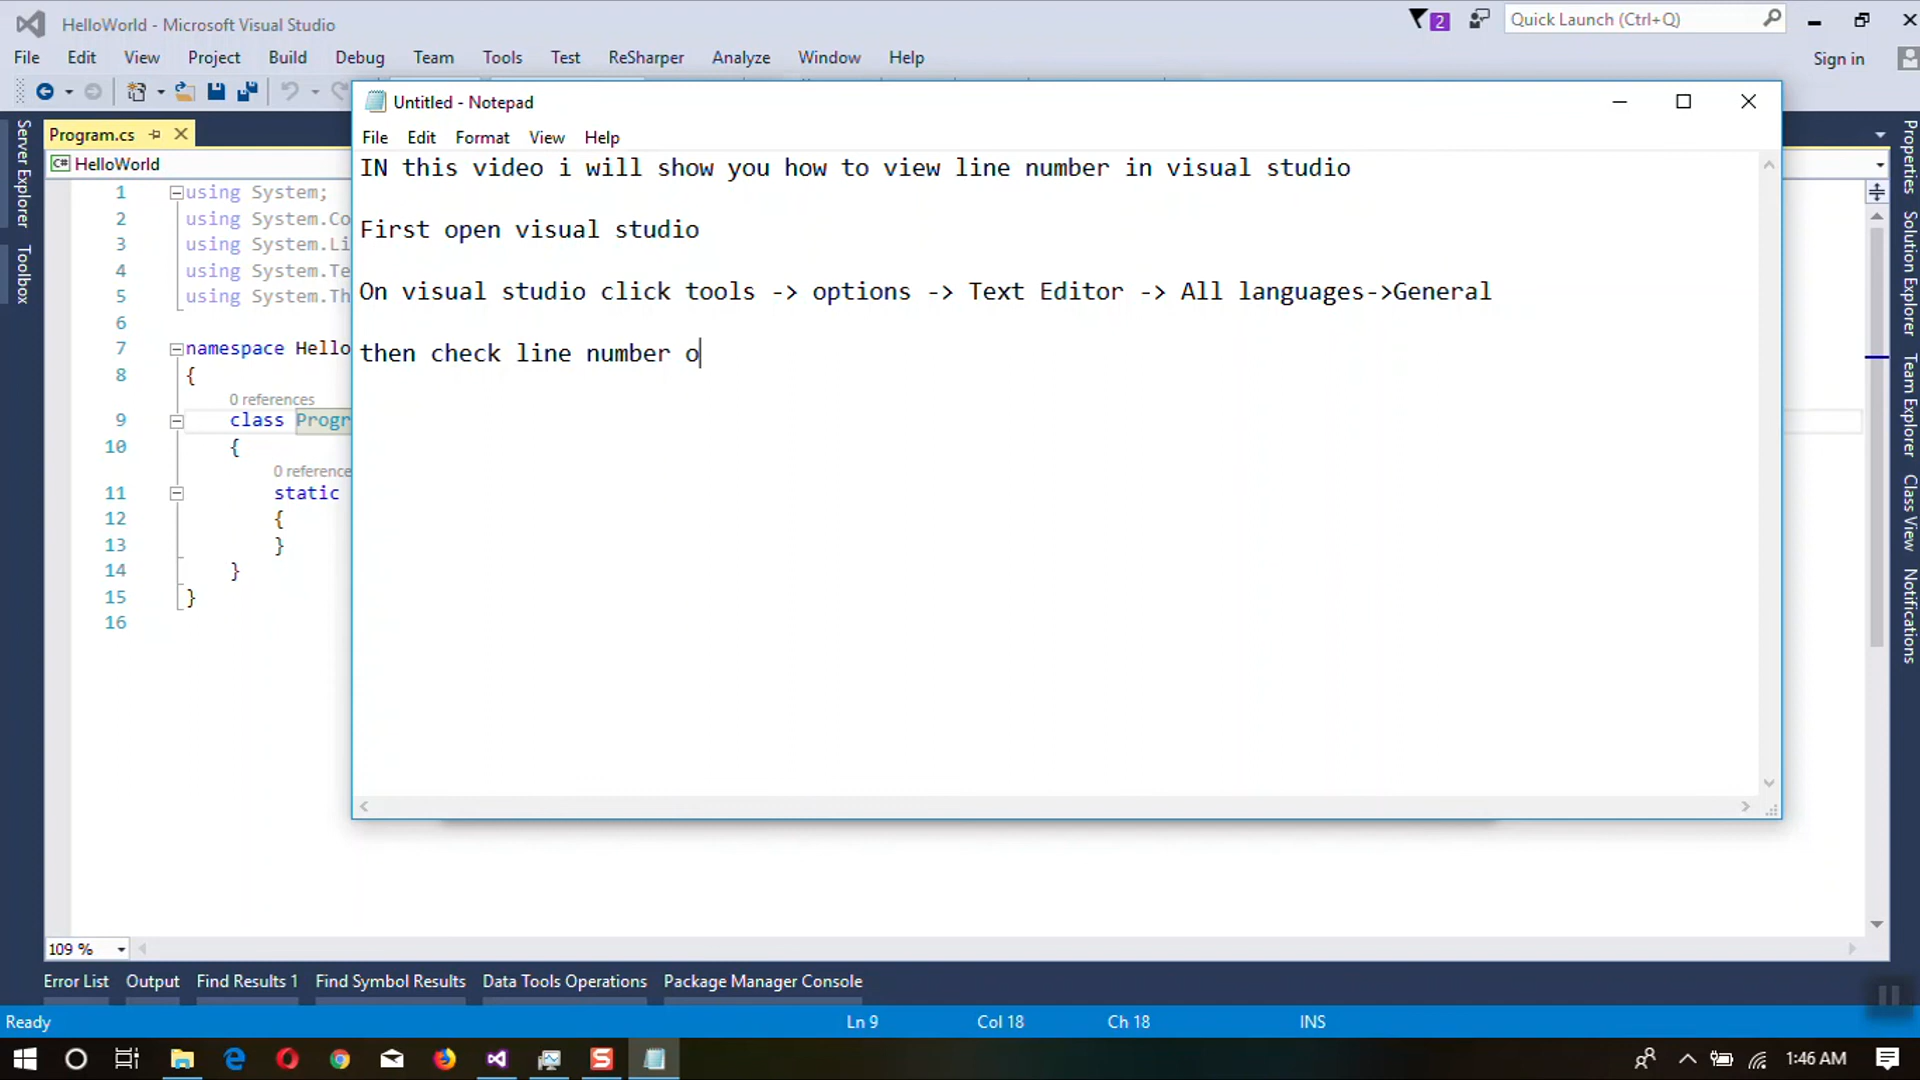 HelloWorld - Microsoft Visual Studio
2
Quick Launch (Ctrl+Q)
File Edit View Project Build Debug Team Tools Test ReSharper Analyze Window Help
Sign in
Untitled - Notepad
File Edit Format View Help
IN this video i will show you how to view line number in visual studio
First open visual studio
On visual studio click tools -> options -> Text Editor -> All languages->General
then check line number o
Server Explorer
Toolbox
Program.cs
C# HelloWorld
1 using System;
2 using System.Co
3 using System.Li
4 using System.Te
5 using System.Th
6
7 namespace Hello
8 {
0 references
9 class Progr
10 {
0 reference
11 static
12 {
13 }
14 }
15 }
16
Properties
Solution Explorer
Team Explorer
Class View
Notifications
109 %
Error List Output Find Results 1 Find Symbol Results Data Tools Operations Package Manager Console
Ready Ln 9 Col 18 Ch 18 INS
1:46 AM